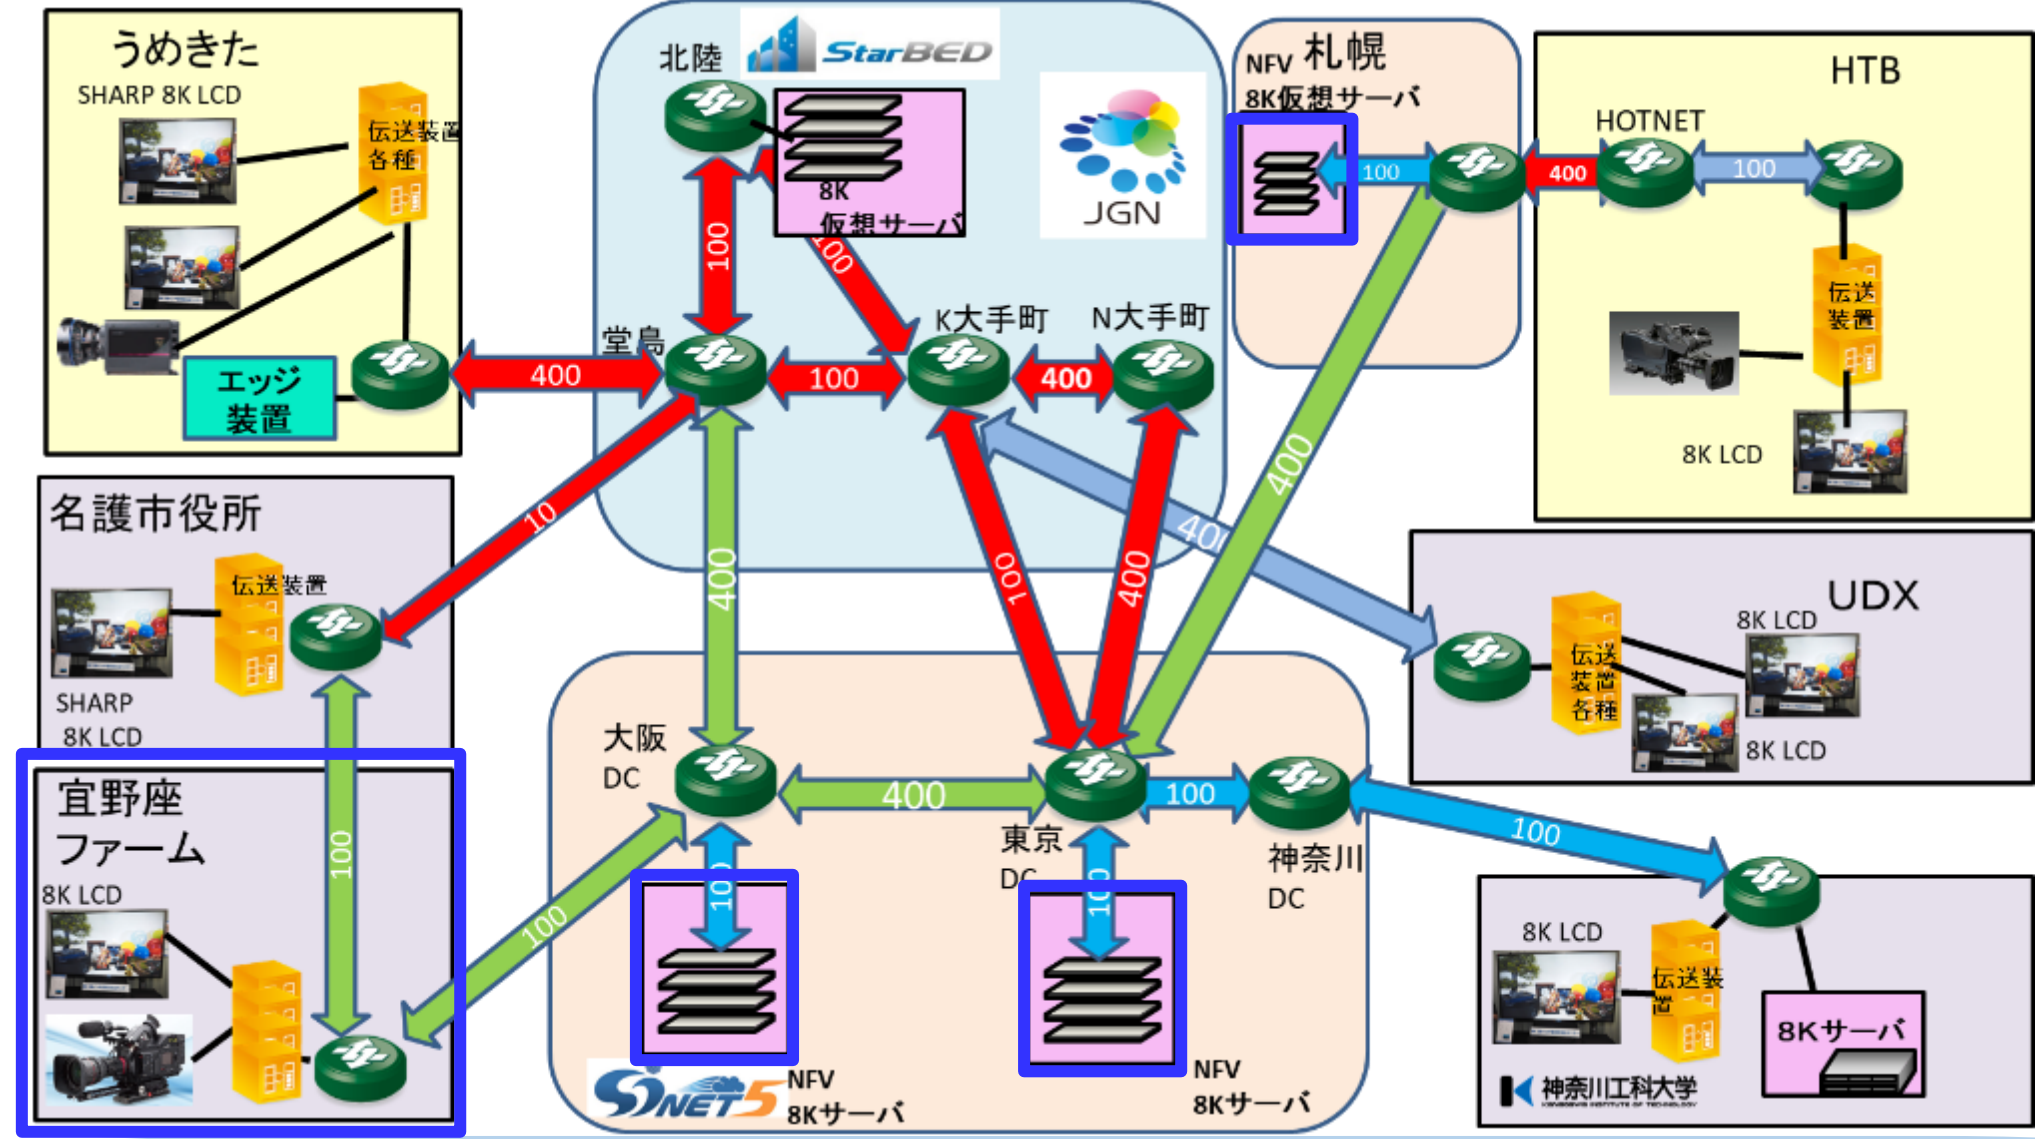 うめきた
SHARP 8K LCD
伝送装置
各種
エッジ
装置
400
北陸
StarBED
8K
仮想サーバ
JGN
100
100
堂島
K大手町
N大手町
100
400
NFV 札幌
8K仮想サーバ
100
400
HOTNET
100
HTB
伝送
装置
8K LCD
名護市役所
伝送装置
SHARP
8K LCD
10
400
100
400
400
400
UDX
8K LCD
伝送
装置
各種
8K LCD
宜野座
ファーム
8K LCD
100
100
大阪
DC
400
東京
DC
100
神奈川
DC
100
100
100
SINET5
NFV
8Kサーバ
NFV
8Kサーバ
8K LCD
伝送装
置
8Kサーバ
神奈川工科大学
KANAGAWA INSTITUTE OF TECHNOLOGY